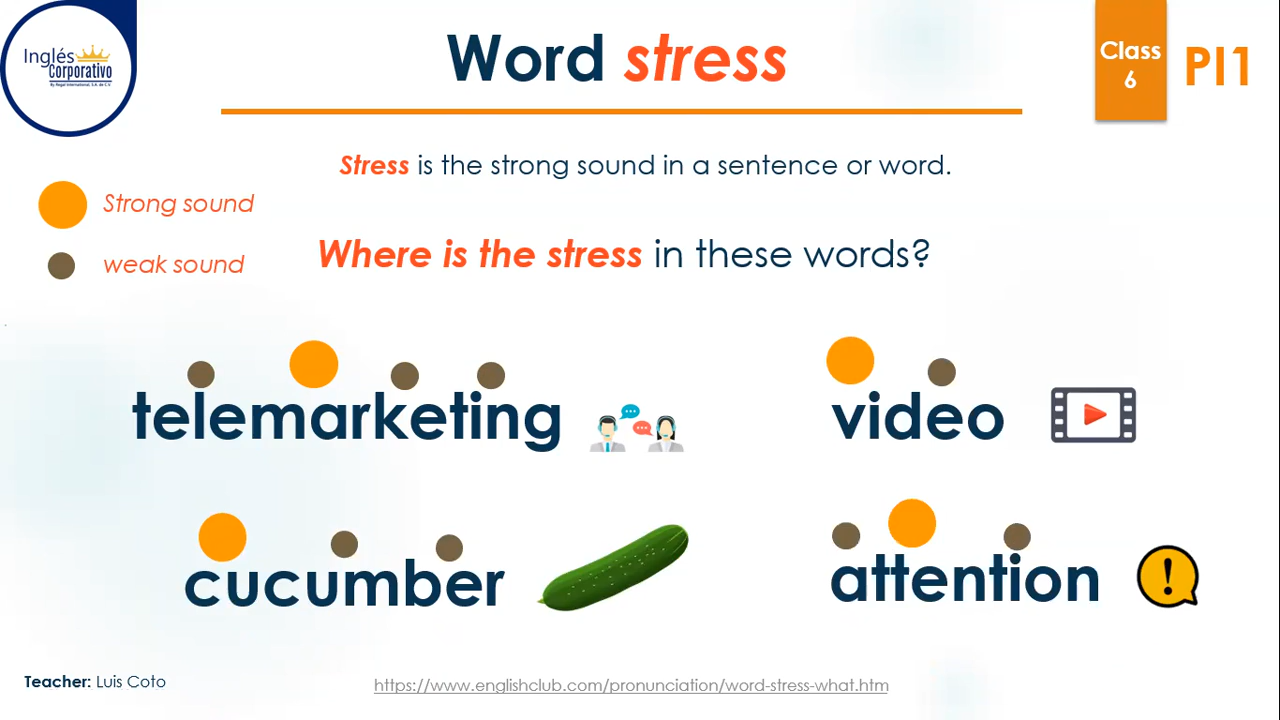 Inglés
Corporativo
By Regal International, S.A. de C.V
Word stress
Class
6
PI1
Stress is the strong sound in a sentence or word.
Strong sound
weak sound
Where is the stress in these words?
telemarketing
video
cucumber
attention
!
Teacher: Luis Coto
https://www.englishclub.com/pronunciation/word-stress-what.htm